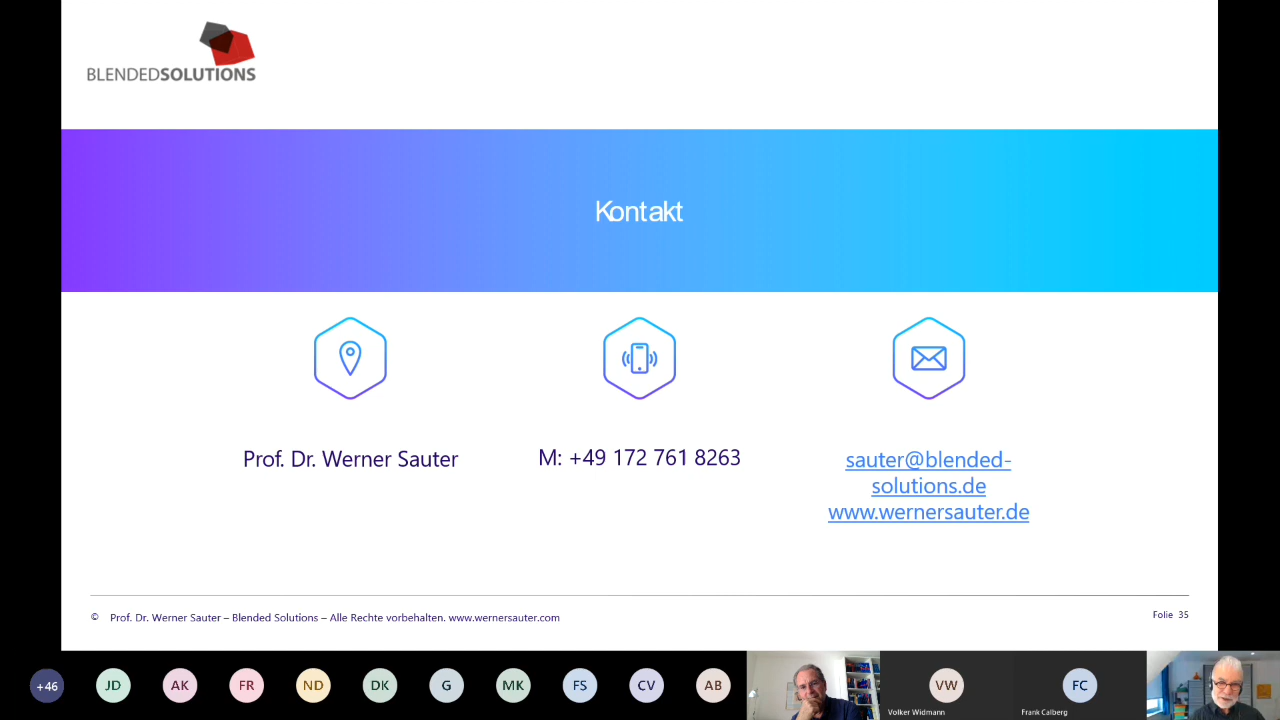 BLENDEDSOLUTIONS
Kontakt
Prof. Dr. Werner Sauter
M: +49 172 761 8263
sauter@blended-
solutions.de
www.wernersauter.de
© Prof. Dr. Werner Sauter – Blended Solutions – Alle Rechte vorbehalten. www.wernersauter.com
Folie 35
+46
JD
AK
FR
ND
DK
G
MK
FS
CV
AB
VW
Volker Widmann
FC
Frank Calberg